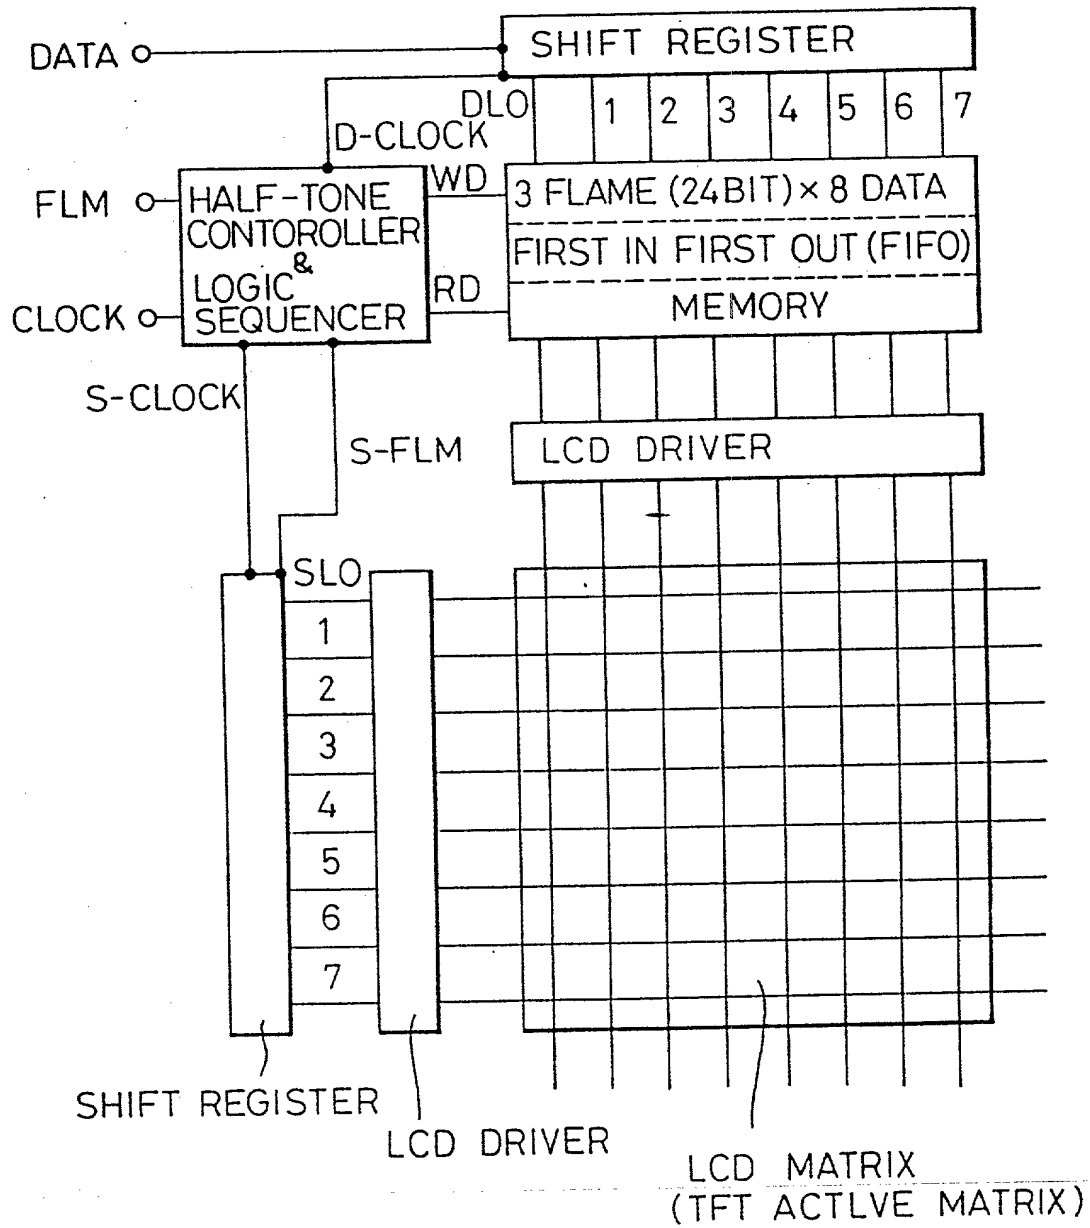 DATA
SHIFT REGISTER
DL0 1 2 3 4 5 6 7
D-CLOCK
FLM
HALF-TONE
CONTOROLLER
&
LOGIC
SEQUENCER
WD
RD
CLOCK
3 FLAME (24BIT) × 8 DATA
FIRST IN FIRST OUT (FIFO)
MEMORY
S-CLOCK
S-FLM
LCD DRIVER
SL0
1
2
3
4
5
6
7
SHIFT REGISTER
LCD DRIVER
LCD MATRIX
(TFT ACTLVE MATRIX)